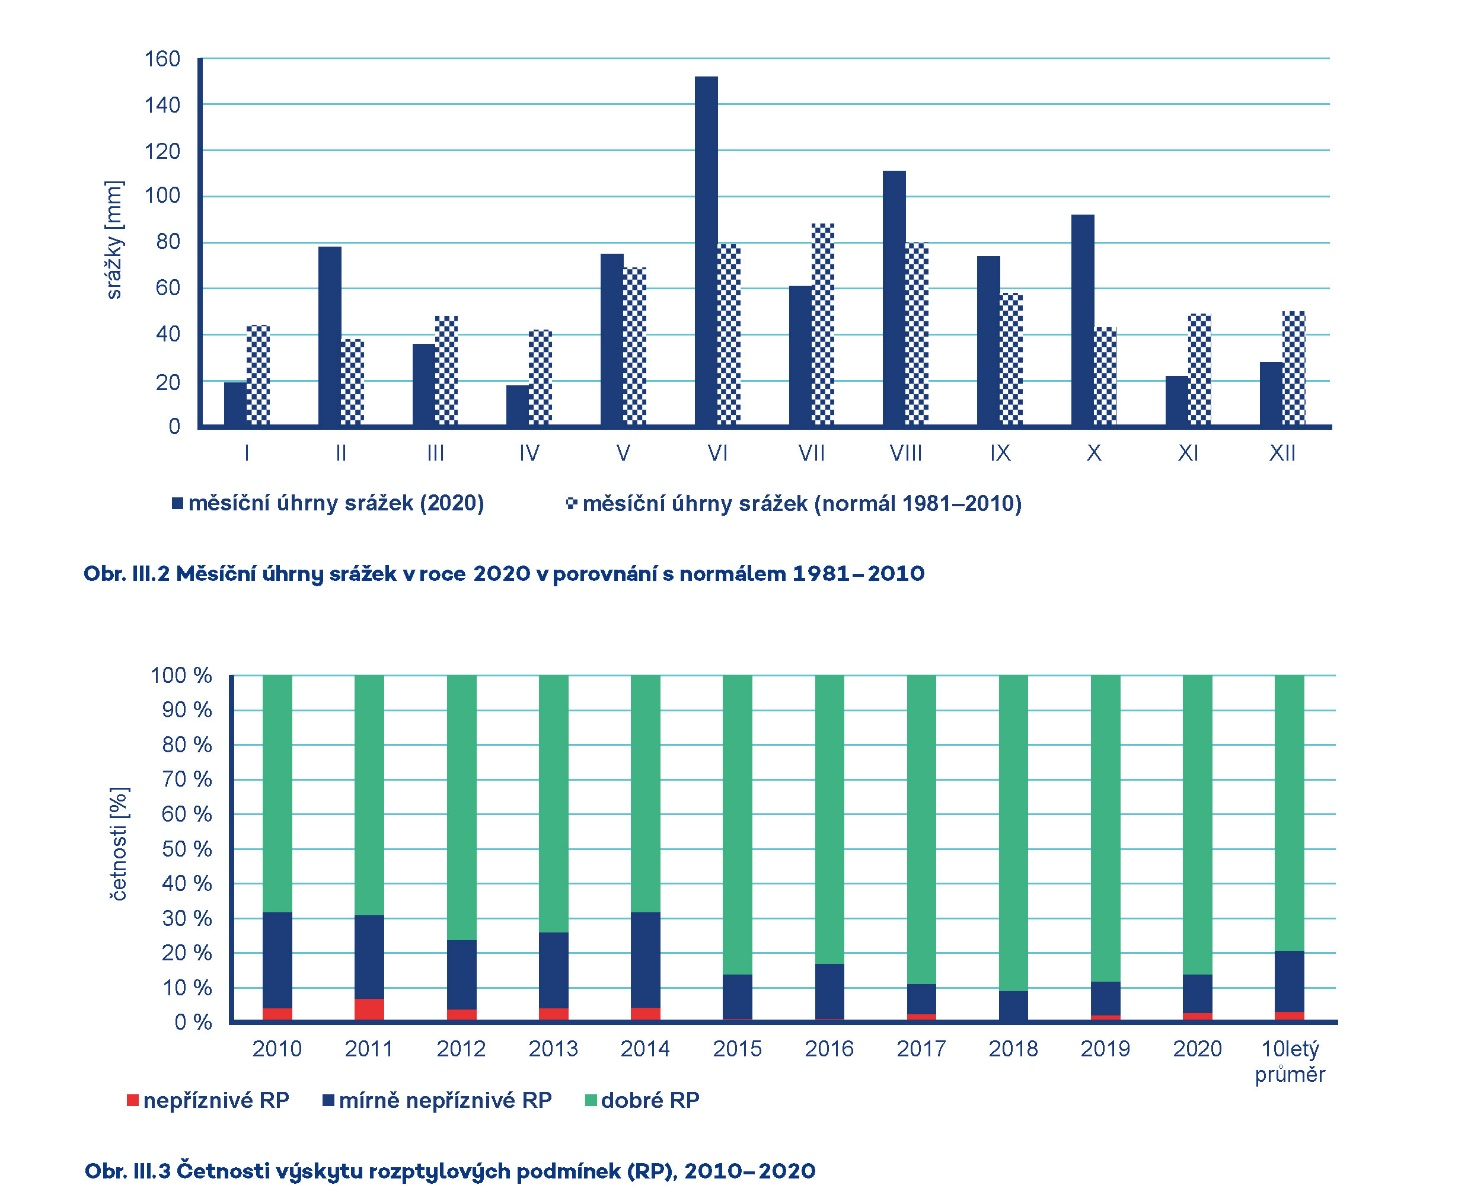 160
140
120
100
80
60
40
20
0
srážky [mm]
I II III IV V VI VII VIII IX X XI XII
měsíční úhrny srážek (2020) měsíční úhrny srážek (normál 1981–2010)
Obr. III.2 Měsíční úhrny srážek v roce 2020 v porovnání s normálem 1981–2010
100 %
90 %
80 %
70 %
60 %
50 %
40 %
30 %
20 %
10 %
0 %
četnosti [%]
2010 2011 2012 2013 2014 2015 2016 2017 2018 2019 2020 10letý
průměr
nepříznivé RP mírně nepříznivé RP dobré RP
Obr. III.3 Četnosti výskytu rozptylových podmínek (RP), 2010–2020